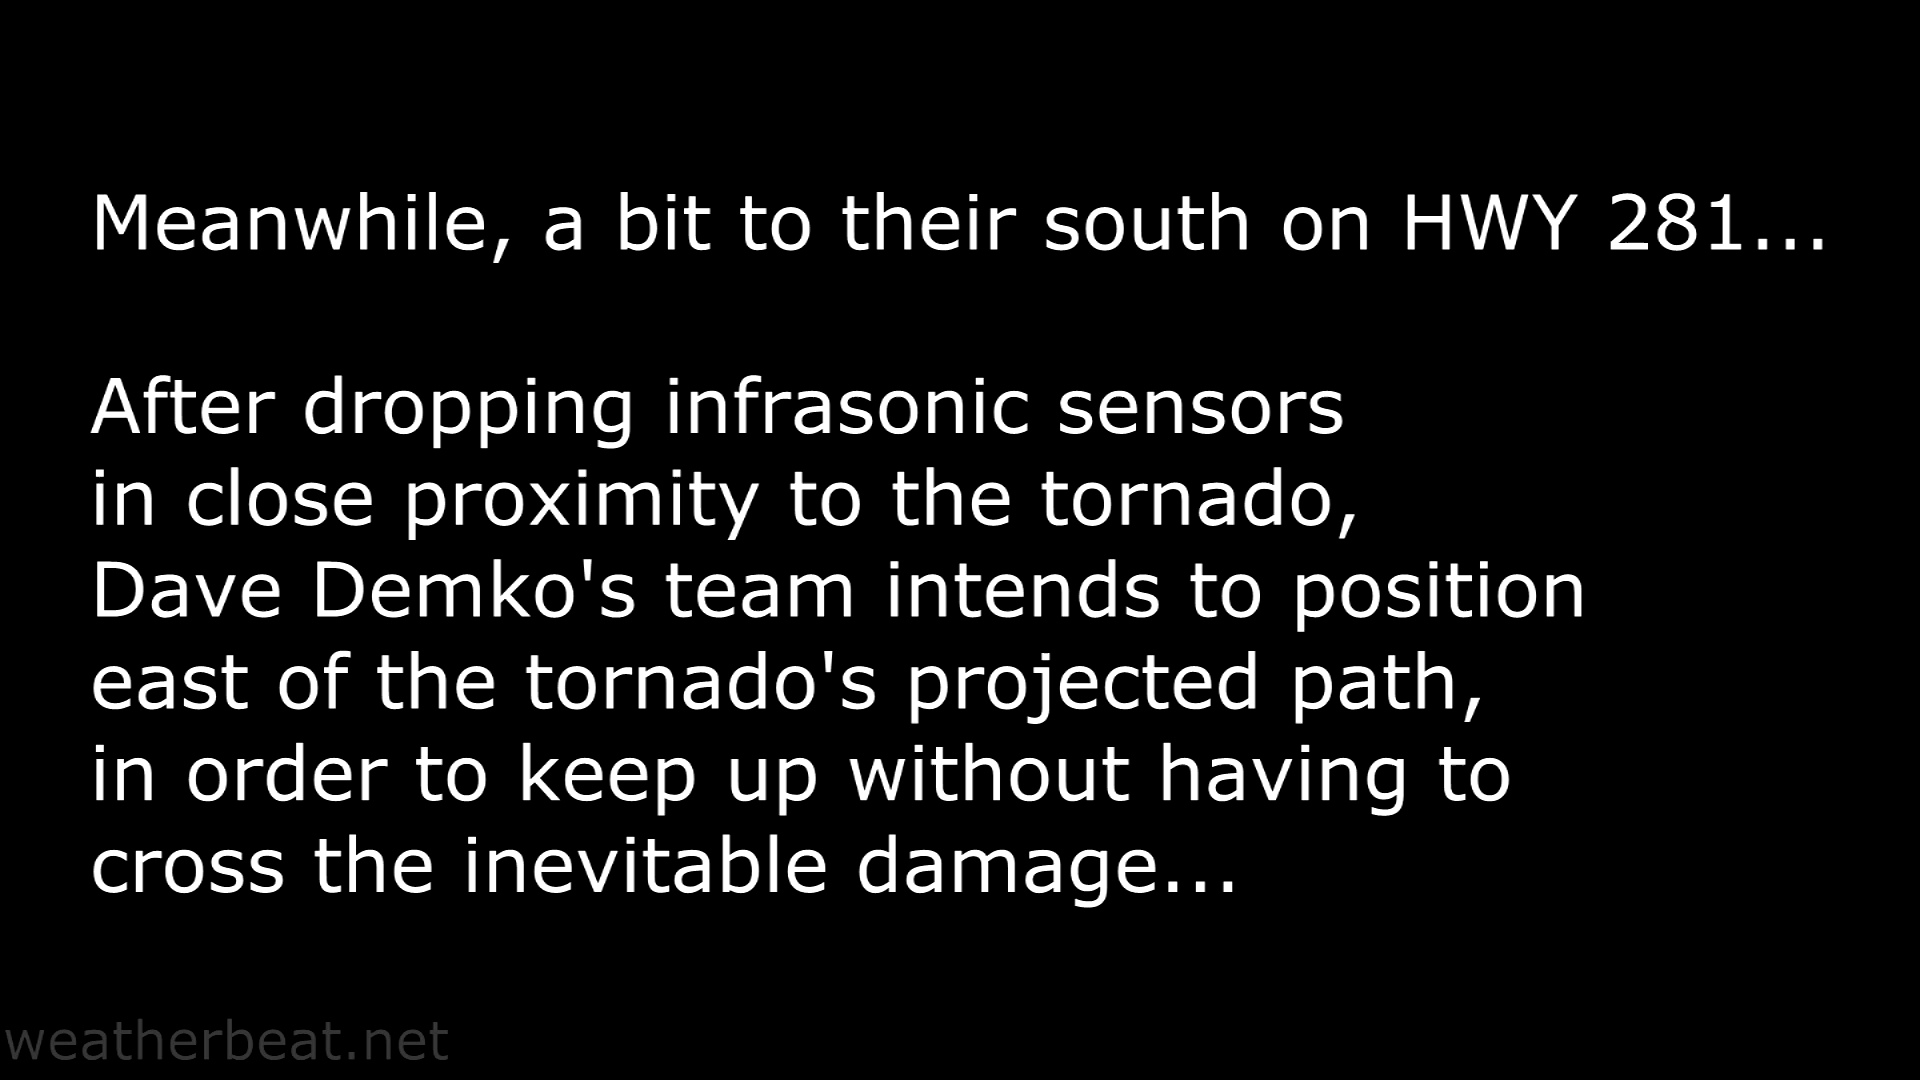 Meanwhile, a bit to their south on HWY 281...
After dropping infrasonic sensors
in close proximity to the tornado,
Dave Demko's team intends to position
east of the tornado's projected path,
in order to keep up without having to
cross the inevitable damage...
weatherbeat.net